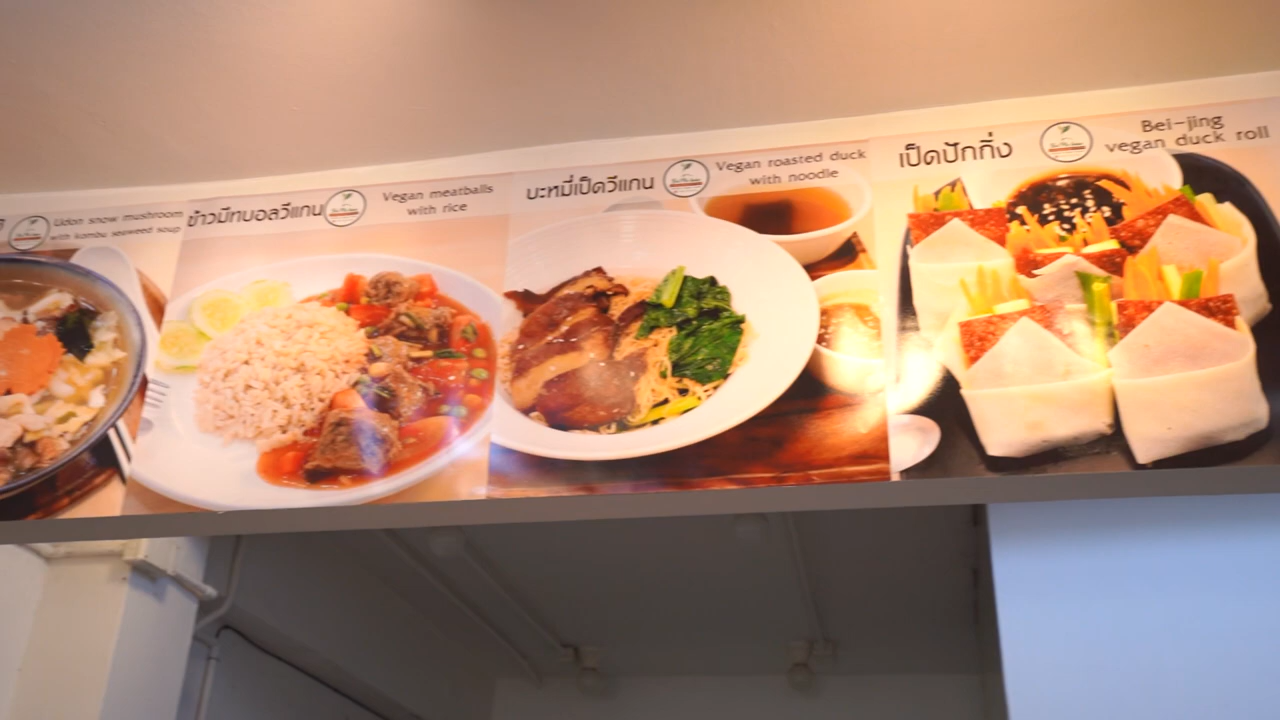 Udon snow mushroom
with kombu seaweed soup
ข้าวมีทบอลวีแกน
Vegan meatballs
with rice
บะหมี่เป็ดวีแกน
Vegan roasted duck
with noodle
เป็ดปักกิ่ง
Bei-jing
vegan duck roll